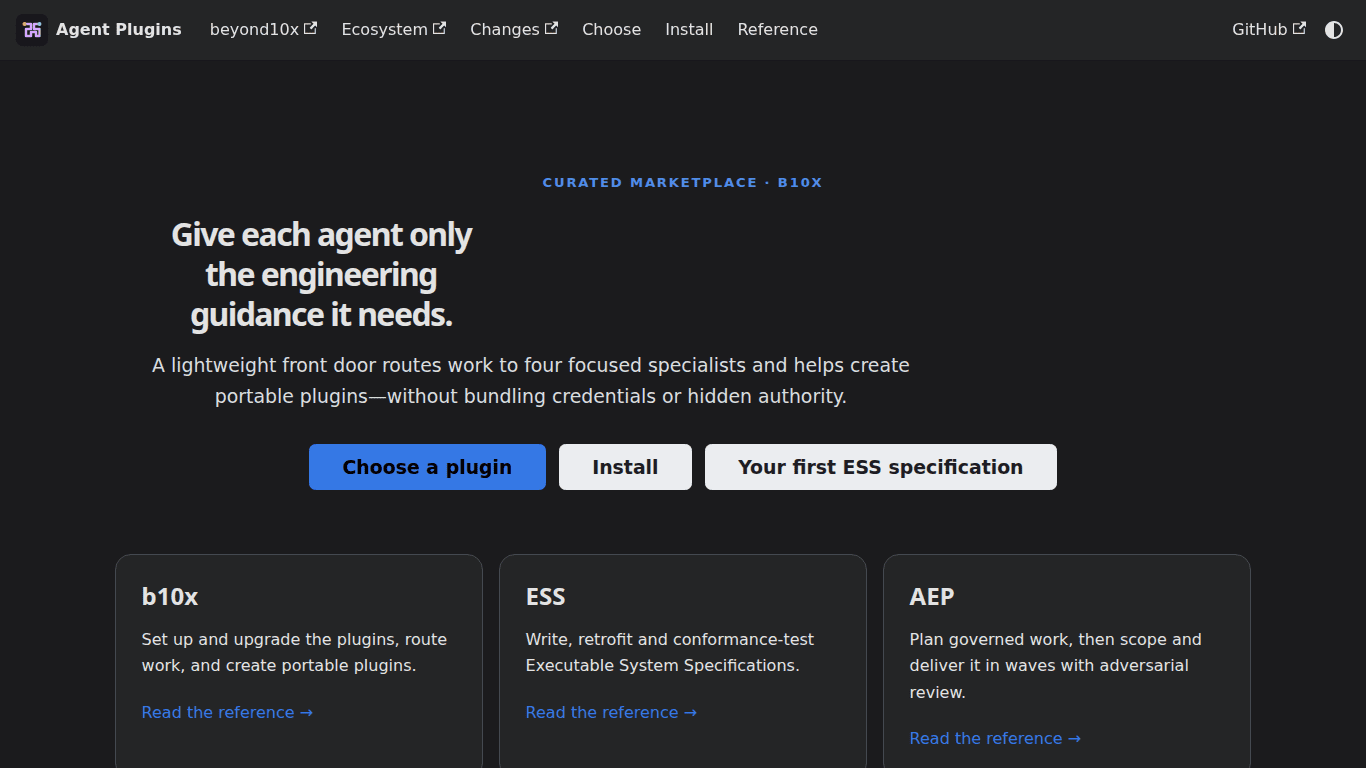 Agent Plugins beyond10x Ecosystem Changes Choose Install Reference GitHub
CURATED MARKETPLACE · B10X
Give each agent only
the engineering
guidance it needs.
A lightweight front door routes work to four focused specialists and helps create
portable plugins—without bundling credentials or hidden authority.
Choose a plugin Install Your first ESS specification
b10x
Set up and upgrade the plugins, route
work, and create portable plugins.
Read the reference →
ESS
Write, retrofit and conformance-test
Executable System Specifications.
Read the reference →
AEP
Plan governed work, then scope and
deliver it in waves with adversarial
review.
Read the reference →